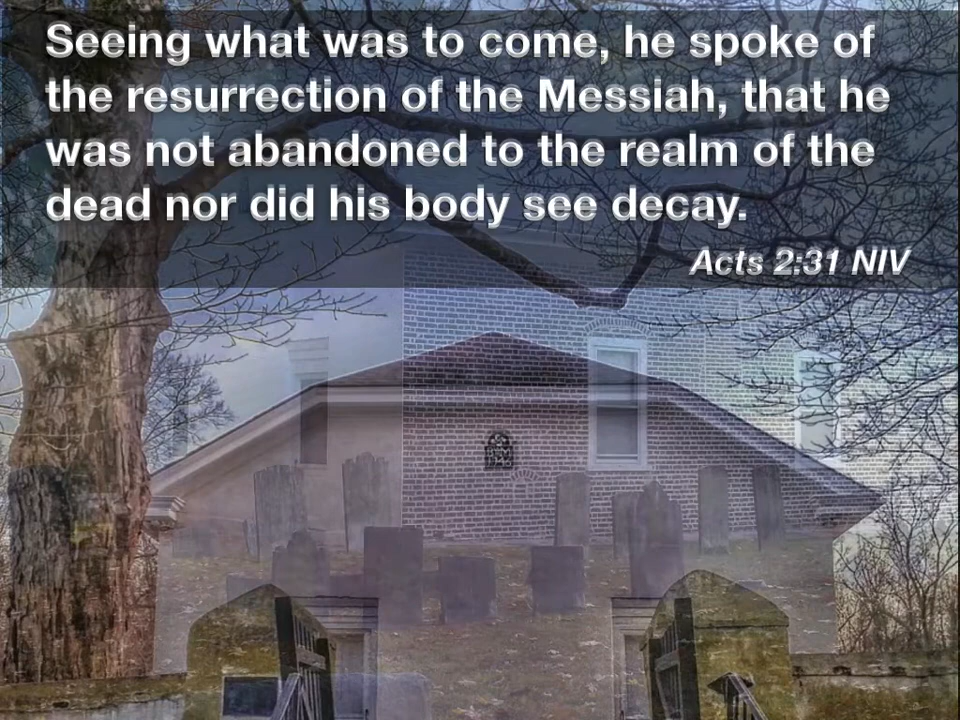 Seeing what was to come, he spoke of
the resurrection of the Messiah, that he
was not abandoned to the realm of the
dead nor did his body see decay.
Acts 2:31 NIV